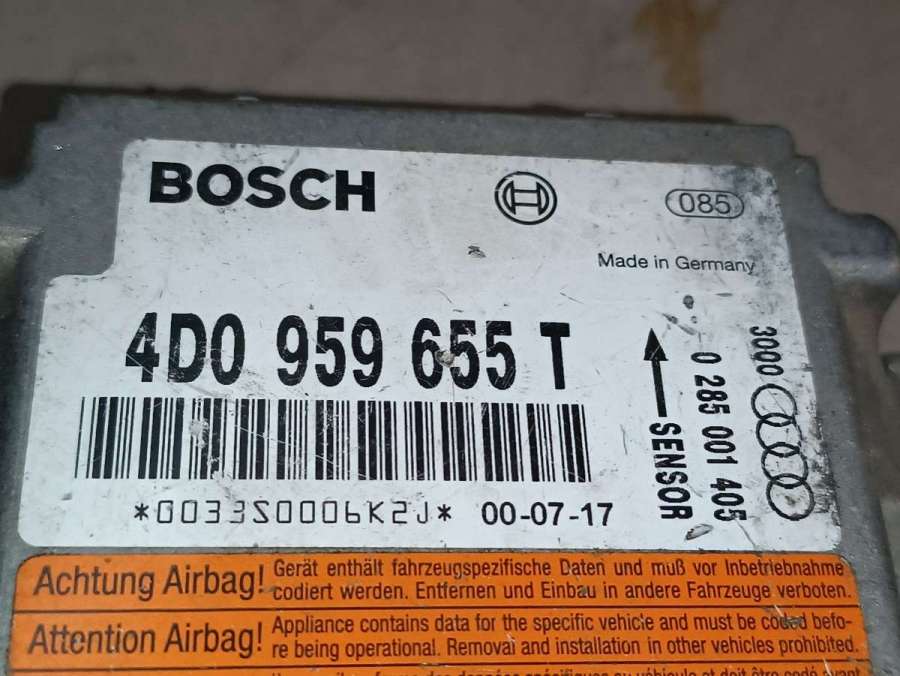 BOSCH
085
Made in Germany
4D0 959 655 T
SENSOR
0 285 001 405
3000
*0033S0006K2J* 00-07-17
Achtung Airbag! Gerät enthält fahrzeugspezifische Daten und muß vor Inbetriebnahme
codiert werden. Entfernen und Einbau in andere Fahrzeuge verboten.
Attention Airbag! Appliance contains data for the specific vehicle and must be coded befo-
re being operational. Removal and installation in other vehicles prohibited.